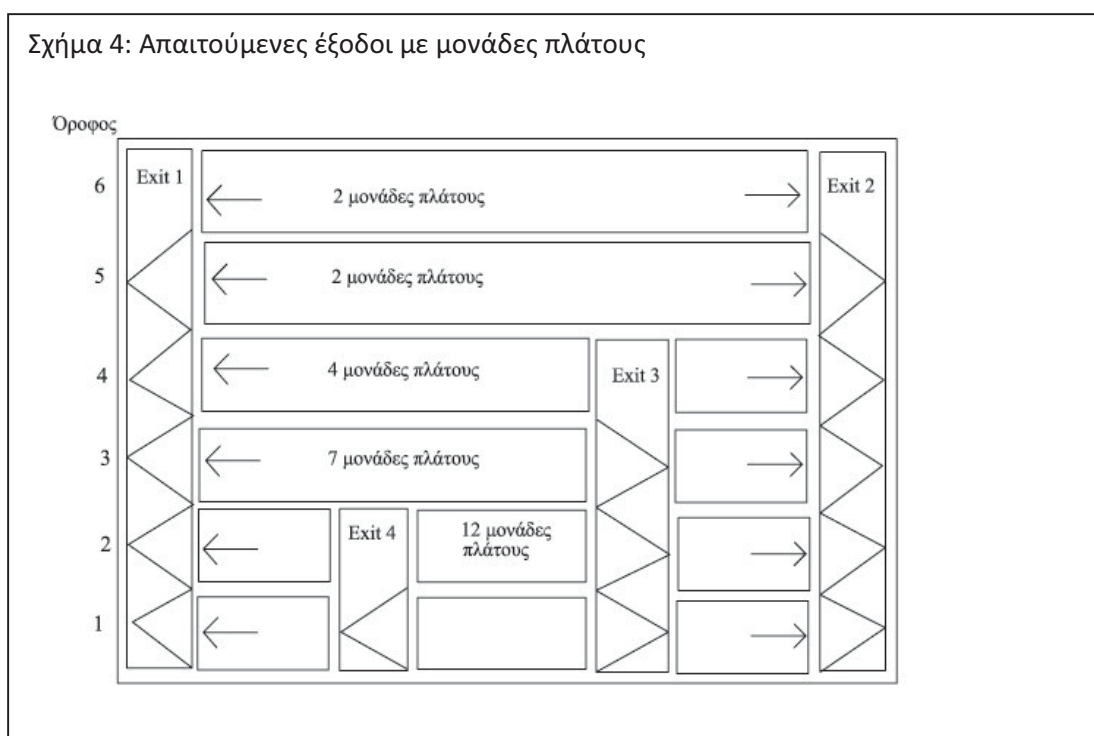 Σχήμα 4: Απαιτούμενες έξοδοι με μονάδες πλάτους
Όροφος
6
Exit 1
2 μονάδες πλάτους
Exit 2
5
2 μονάδες πλάτους
4
4 μονάδες πλάτους
Exit 3
3
7 μονάδες πλάτους
2
Exit 4
12 μονάδες
πλάτους
1